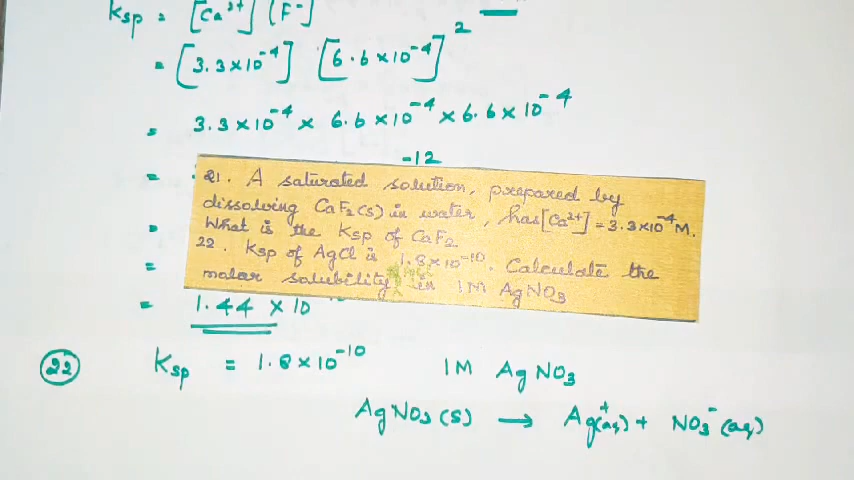 Ksp = [Ca²⁺] [F⁻]
= [3.3×10⁻⁴] [6.6×10⁻⁴]²
= 3.3×10⁻⁴ × 6.6×10⁻⁴ × 6.6×10⁻⁴
= -12
21. A saturated solution, prepared by
dissolving CaF₂(s) in water, has [Ca²⁺] = 3.3×10⁻⁴M.
What is the Ksp of CaF₂
22. Ksp of AgCl is 1.8×10⁻¹⁰. Calculate the
molar solubility in 1M AgNO₃
=
=
= 1.44 × 10
22 Ksp = 1.8×10⁻¹⁰ 1M AgNO₃
AgNO₃(s) → Ag⁺(aq) + NO₃⁻(aq)